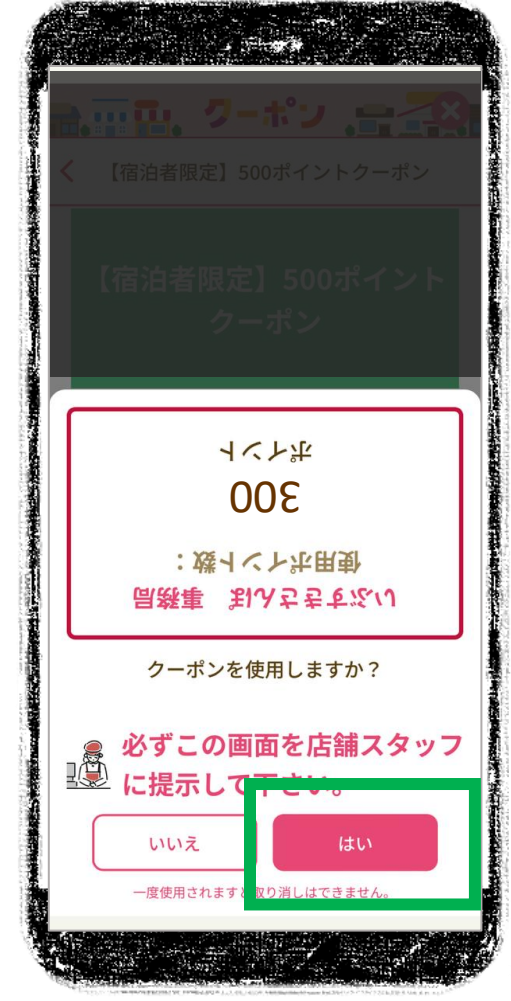 クーポン
【宿泊者限定】500ポイントクーポン
【宿泊者限定】500ポイント
クーポン
いぶすきさんぽ 事務局
使用ポイント数：
300
ポイント
クーポンを使用しますか？
必ずこの画面を店舗スタッフ
に提示して下さい。
いいえ
はい
一度使用されますと取り消しはできません。